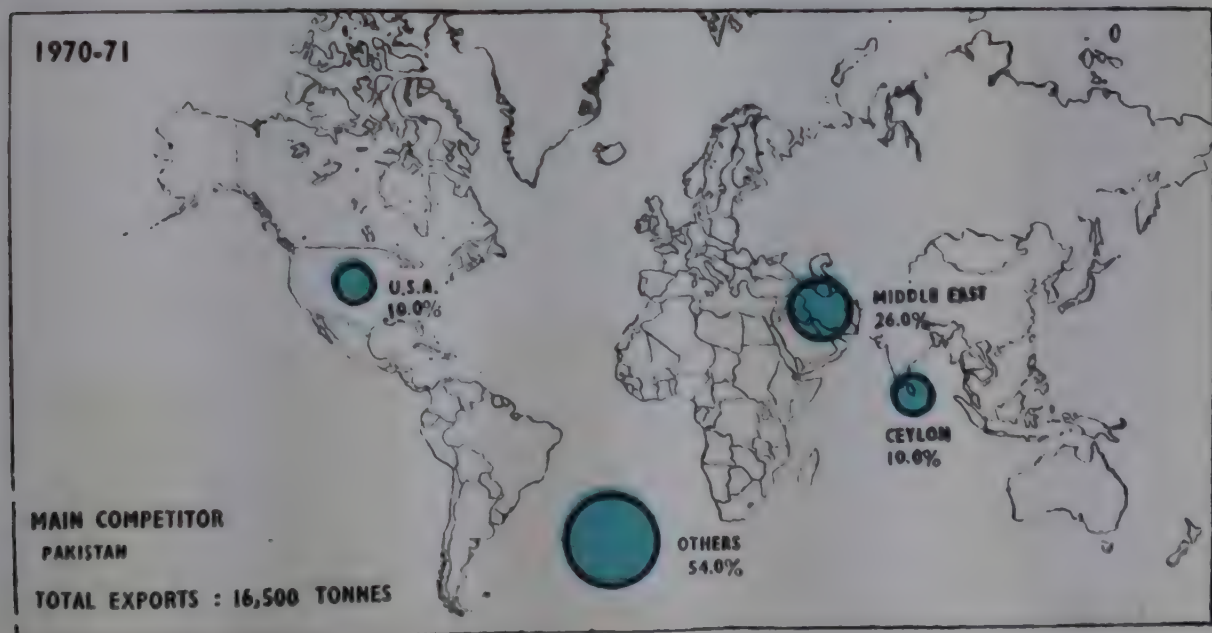 1970-71
U.S.A.
10.0%
MIDDLE EAST
26.0%
CEYLON
10.0%
OTHERS
54.0%
MAIN COMPETITOR
PAKISTAN
TOTAL EXPORTS : 16,500 TONNES